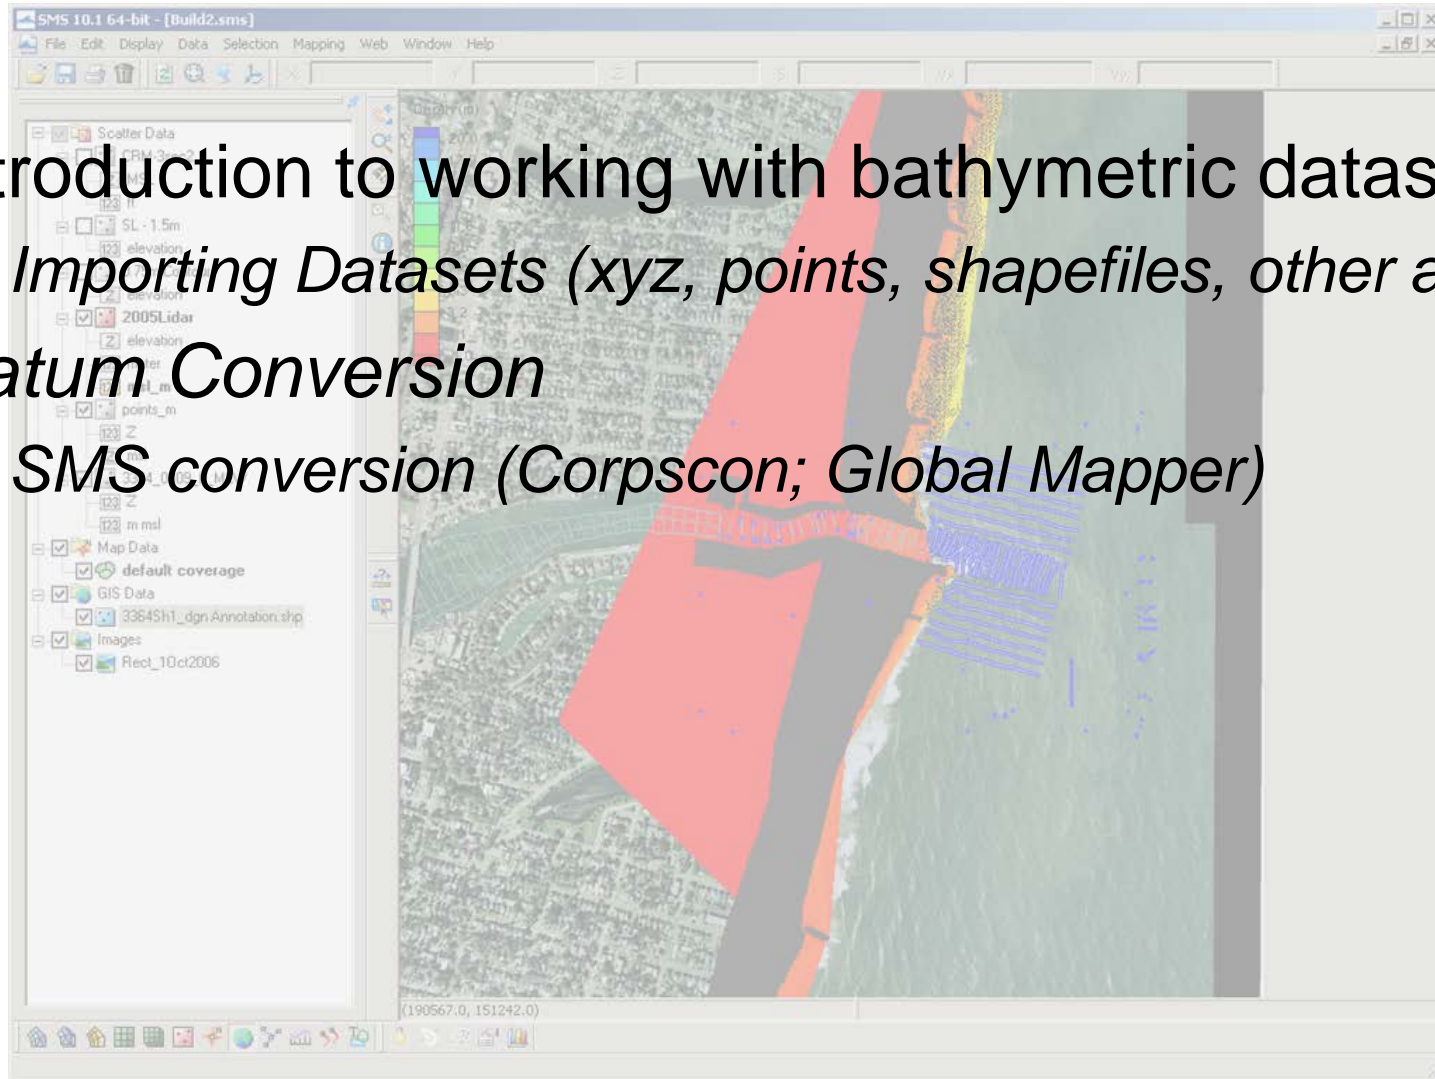 SMS 10.1 64-bit - [Build2.sms]
File Edit Display Data Selection Mapping Web Window Help
Scatter Data
troduction to working with bathymetric datas
SL - 1.5m
elevation
Importing Datasets (xyz, points, shapefiles, other a
elevation
2005Lidar
elevation
atum Conversion
points_m
Z
SMS conversion (Corpscon; Global Mapper)
Z
m msl
Map Data
default coverage
GIS Data
3364Sh1_dgn Annotation.shp
Images
Rect_1Oct2006
(190567.0, 151242.0)